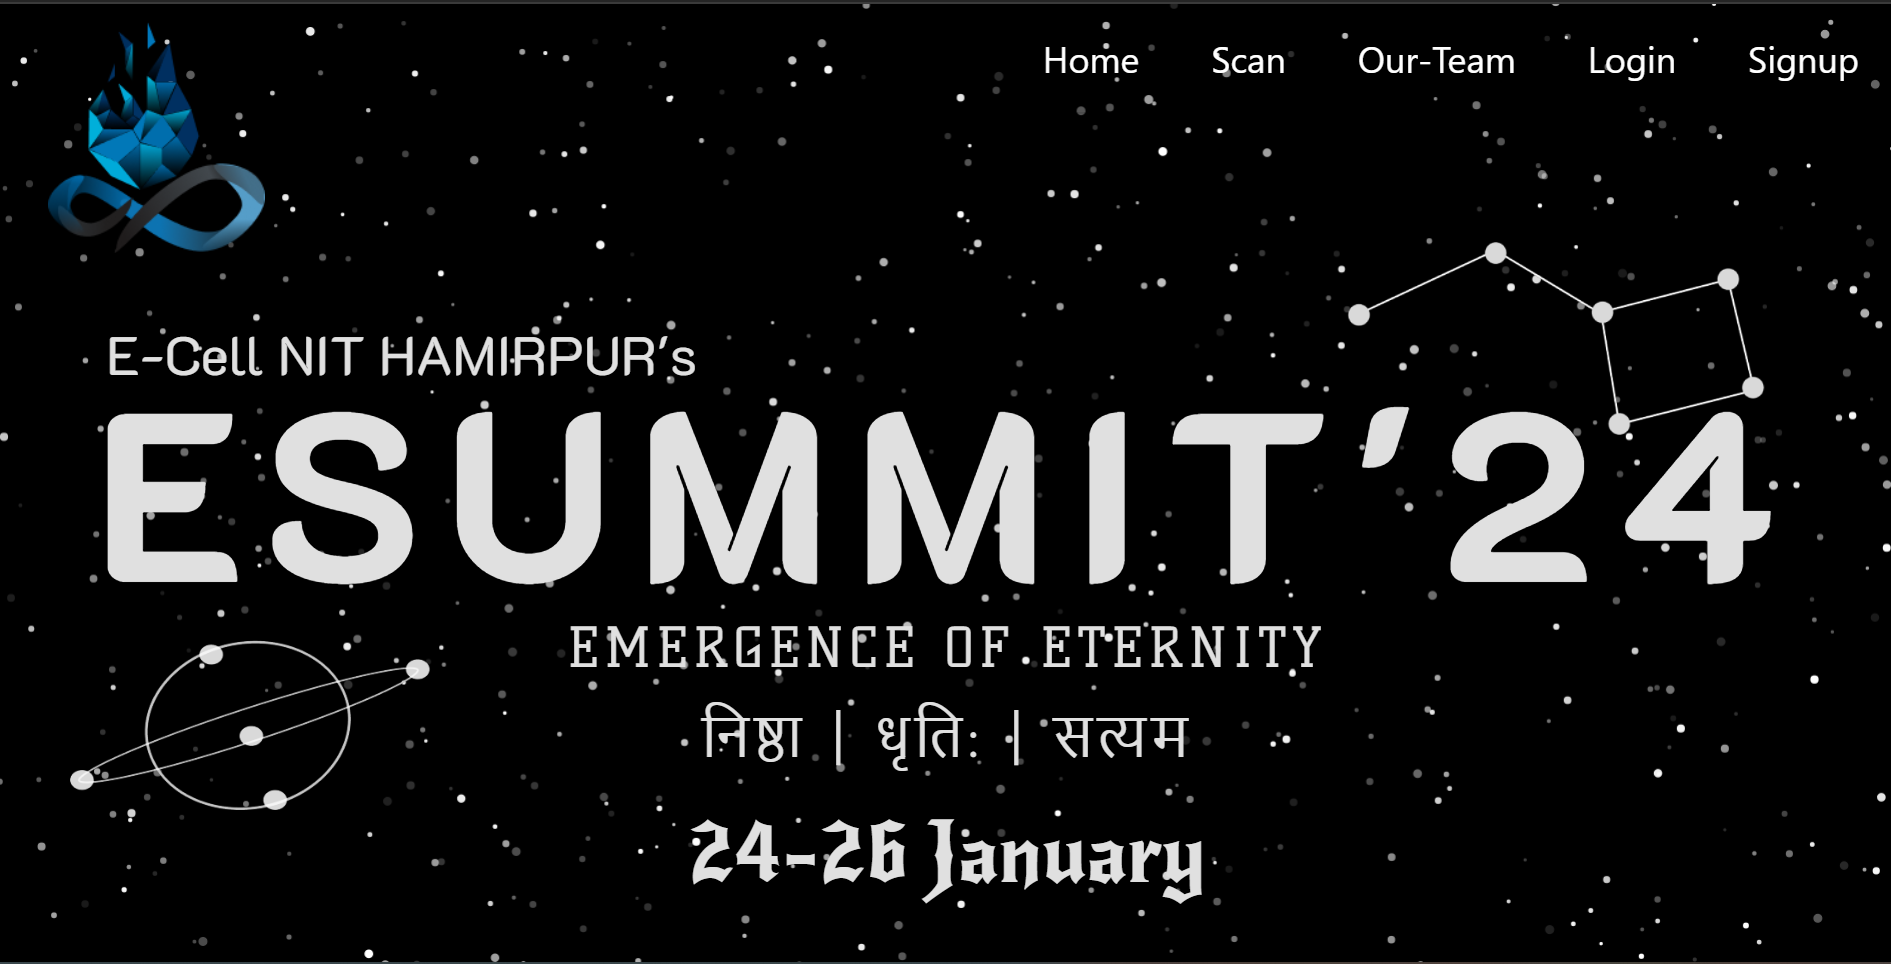 Home Scan Our-Team Login Signup
E-Cell NIT HAMIRPUR's
ESUMMIT'24
EMERGENCE OF ETERNITY
निष्ठा | धृतिः | सत्यम
24-26 January